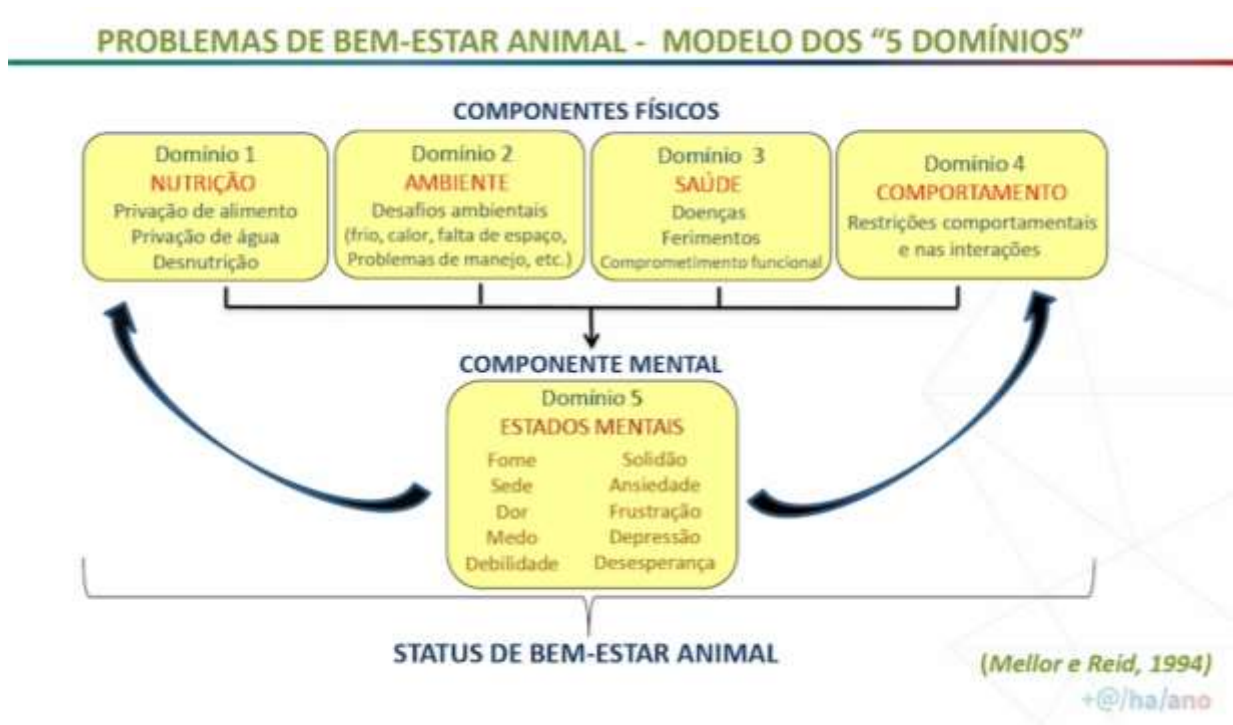 PROBLEMAS DE BEM-ESTAR ANIMAL - MODELO DOS “5 DOMÍNIOS”
COMPONENTES FÍSICOS
Domínio 1
NUTRIÇÃO
Privação de alimento
Privação de água
Desnutrição
Domínio 2
AMBIENTE
Desafios ambientais
(frio, calor, falta de espaço,
Problemas de manejo, etc.)
Domínio 3
SAÚDE
Doenças
Ferimentos
Comprometimento funcional
Domínio 4
COMPORTAMENTO
Restrições comportamentais
e nas interações
COMPONENTE MENTAL
Domínio 5
ESTADOS MENTAIS
Fome
Sede
Dor
Medo
Debilidade
Solidão
Ansiedade
Frustração
Depressão
Desesperança
STATUS DE BEM-ESTAR ANIMAL
(Mellor e Reid, 1994)
+@/ha/ano